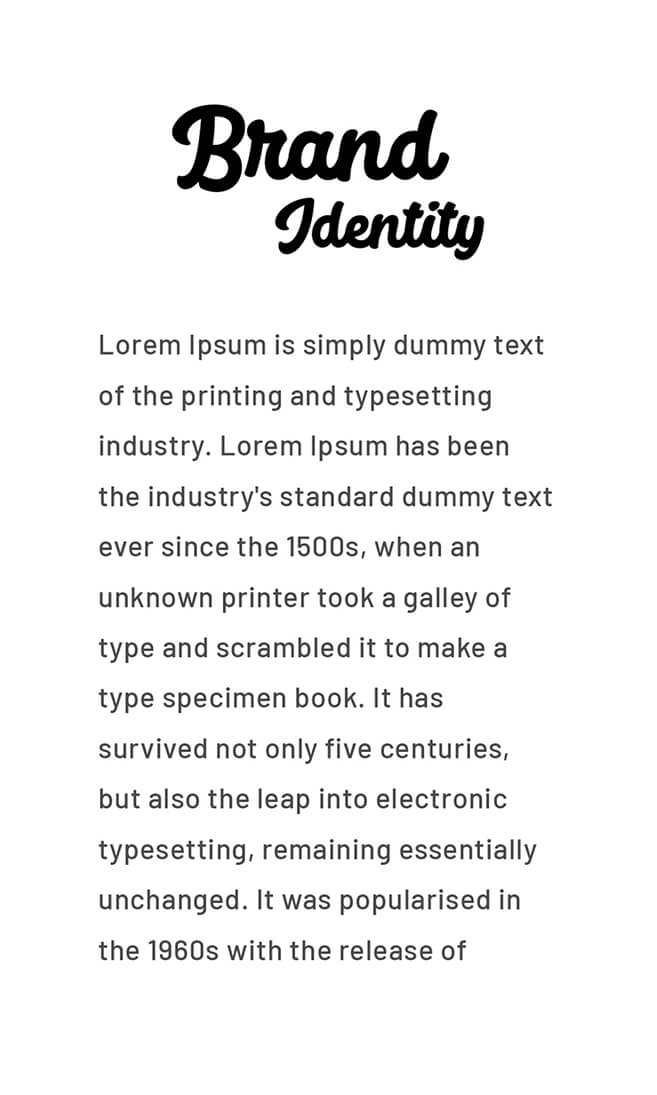 Brand
Identity
Lorem Ipsum is simply dummy text
of the printing and typesetting
industry. Lorem Ipsum has been
the industry's standard dummy text
ever since the 1500s, when an
unknown printer took a galley of
type and scrambled it to make a
type specimen book. It has
survived not only five centuries,
but also the leap into electronic
typesetting, remaining essentially
unchanged. It was popularised in
the 1960s with the release of